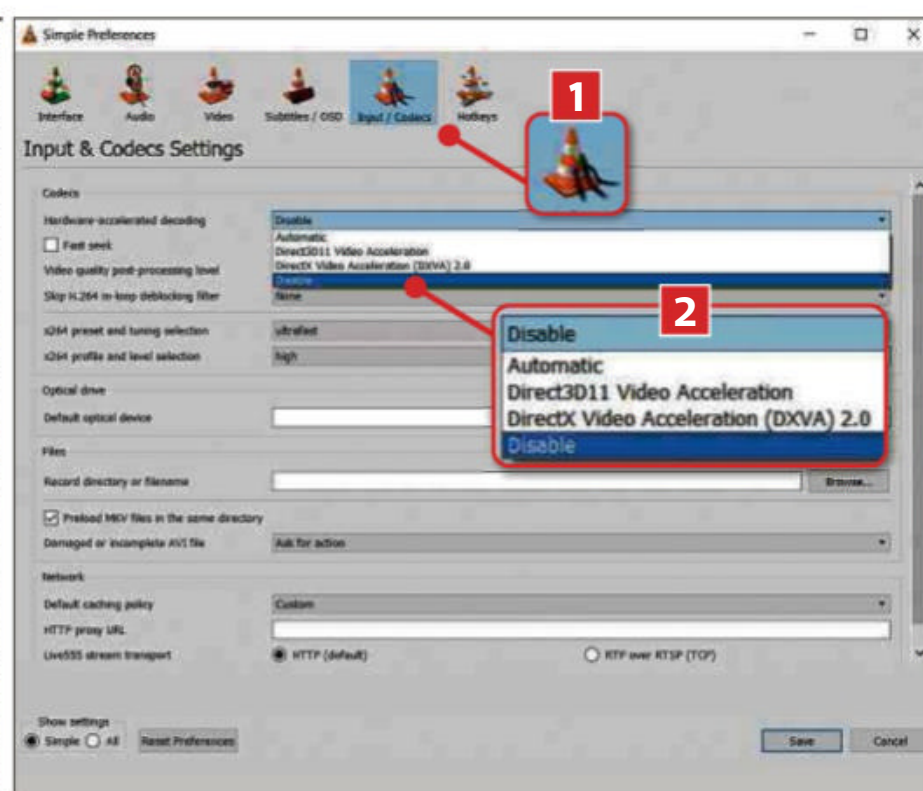 Simple Preferences
Interface Audio Video Subtitles / OSD Input / Codecs Hotkeys
1
Input & Codecs Settings
Codecs
Hardware-accelerated decoding Disable
Automatic
Fast seek
Direct3D11 Video Acceleration
Video quality post-processing level
DirectX Video Acceleration (DXVA) 2.0
Disable
Skip H.264 in-loop deblocking filter None
2
x264 preset and tuning selection ultrafast
x264 profile and level selection high
Disable
Automatic
Direct3D11 Video Acceleration
DirectX Video Acceleration (DXVA) 2.0
Disable
Optical drive
Default optical device
Files
Record directory or filename Browse...
Preload MKV files in the same directory
Damaged or incomplete AVI file Ask for action
Network
Default caching policy Custom
HTTP proxy URL
Live555 stream transport HTTP (default) RTP over RTSP (TCP)
Show settings
Simple All Reset Preferences Save Cancel